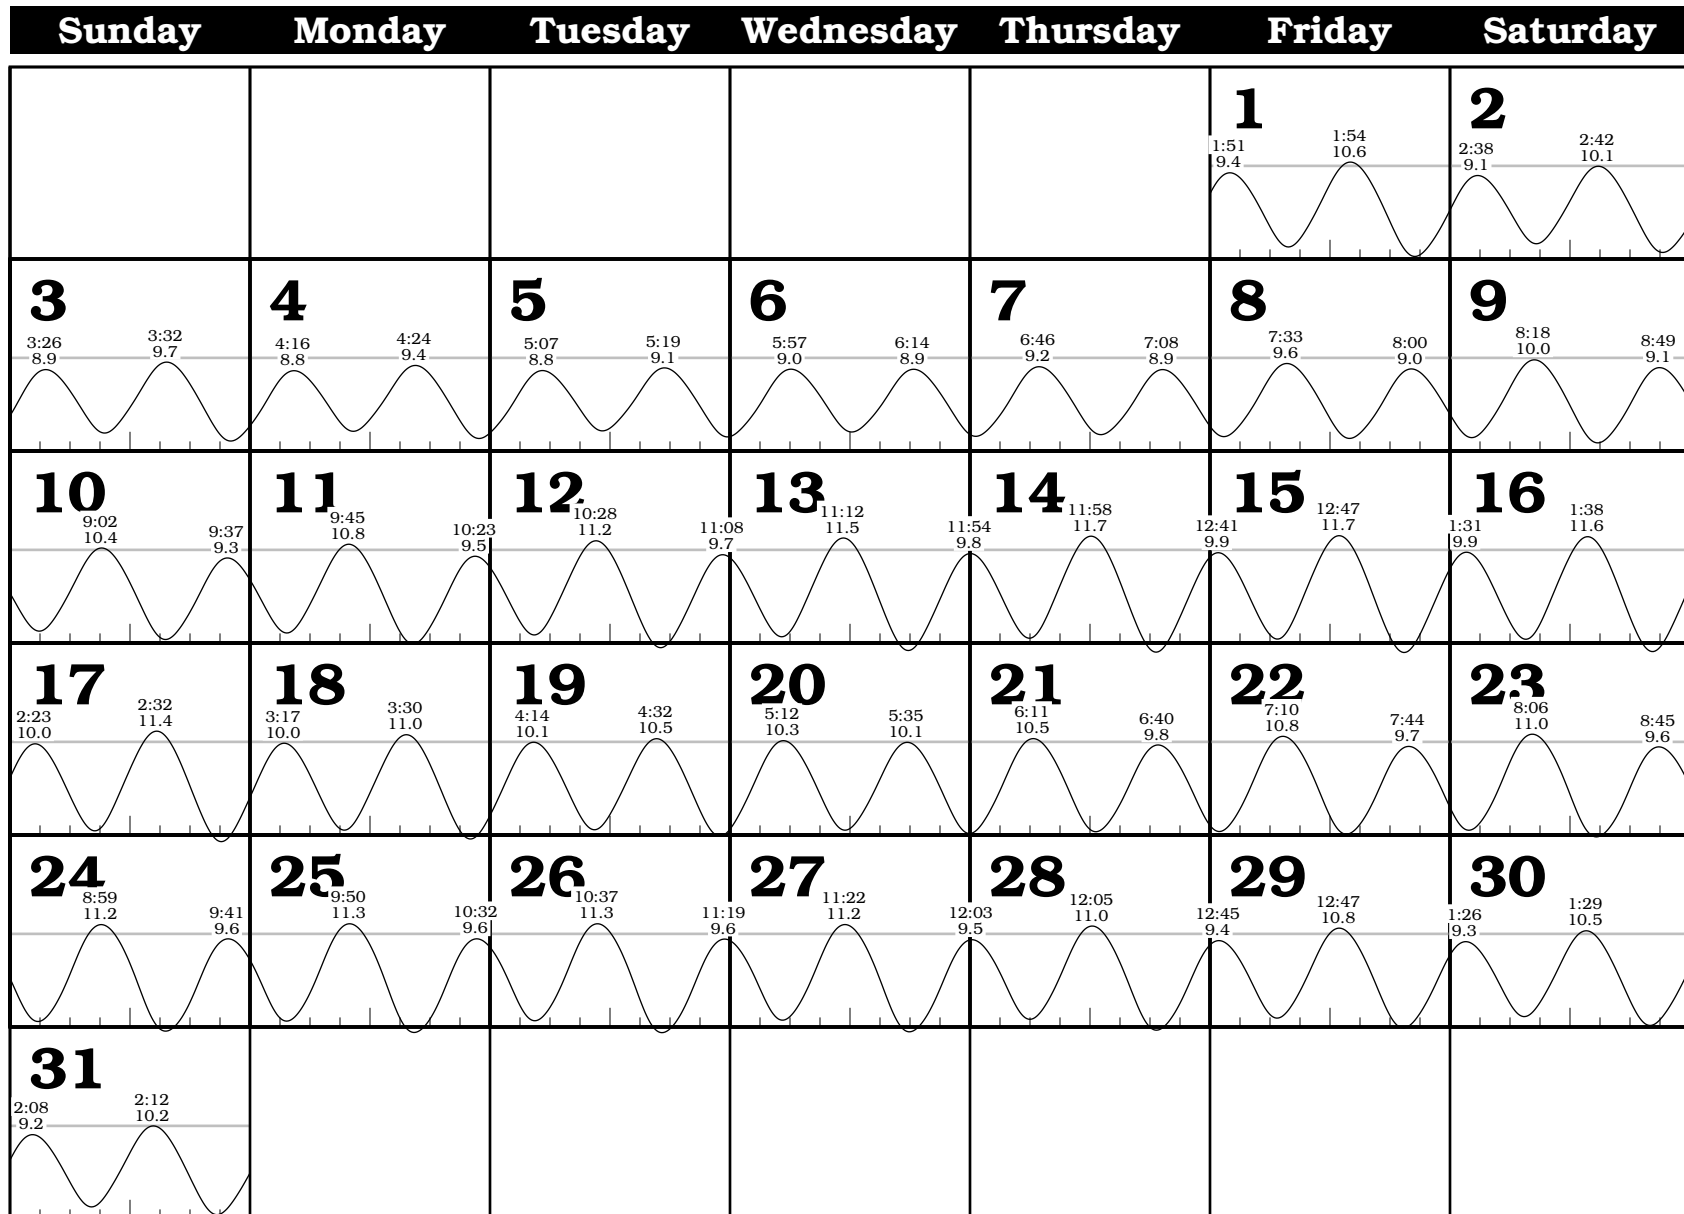 Sunday Monday Tuesday Wednesday Thursday Friday Saturday
1 2
1:51 1:54 2:38 2:42
9.4 10.6 9.1 10.1
3 4 5 6 7 8 9
3:26 3:32 4:16 4:24 5:07 5:19 5:57 6:14 6:46 7:08 7:33 8:00 8:18 8:49
8.9 9.7 8.8 9.4 8.8 9.1 9.0 8.9 9.2 8.9 9.6 9.0 10.0 9.1
10 11 12 13 14 15 16
9:02 9:37 9:45 10:23 10:28 11:08 11:12 11:54 11:58 12:41 12:47 1:31 1:38
10.4 9.3 10.8 9.5 11.2 9.7 11.5 9.8 11.7 9.9 11.7 9.9 11.6
17 18 19 20 21 22 23
2:23 2:32 3:17 3:30 4:14 4:32 5:12 5:35 6:11 6:40 7:10 7:44 8:06 8:45
10.0 11.4 10.0 11.0 10.1 10.5 10.3 10.1 10.5 9.8 10.8 9.7 11.0 9.6
24 25 26 27 28 29 30
8:59 9:41 9:50 10:32 10:37 11:19 11:22 12:03 12:05 12:45 12:47 1:26 1:29
11.2 9.6 11.3 9.6 11.3 9.6 11.2 9.5 11.0 9.4 10.8 9.3 10.5
31
2:08 2:12
9.2 10.2